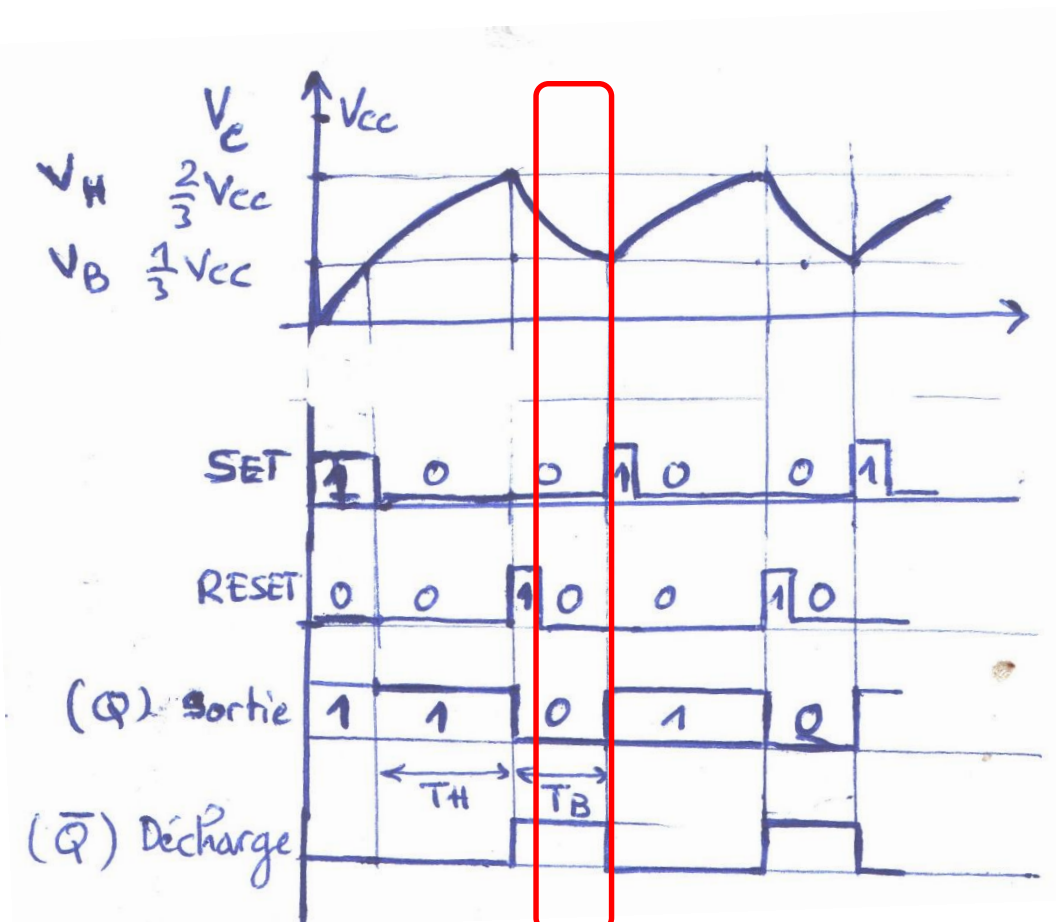 Vc Vcc
VH 2/3 Vcc
VB 1/3 Vcc
SET 1 0 0 1 0 0 1
RESET 0 0 1 0 0 1 0
(Q) Sortie 1 1 0 1 0
TH TB
(Q̅) Décharge